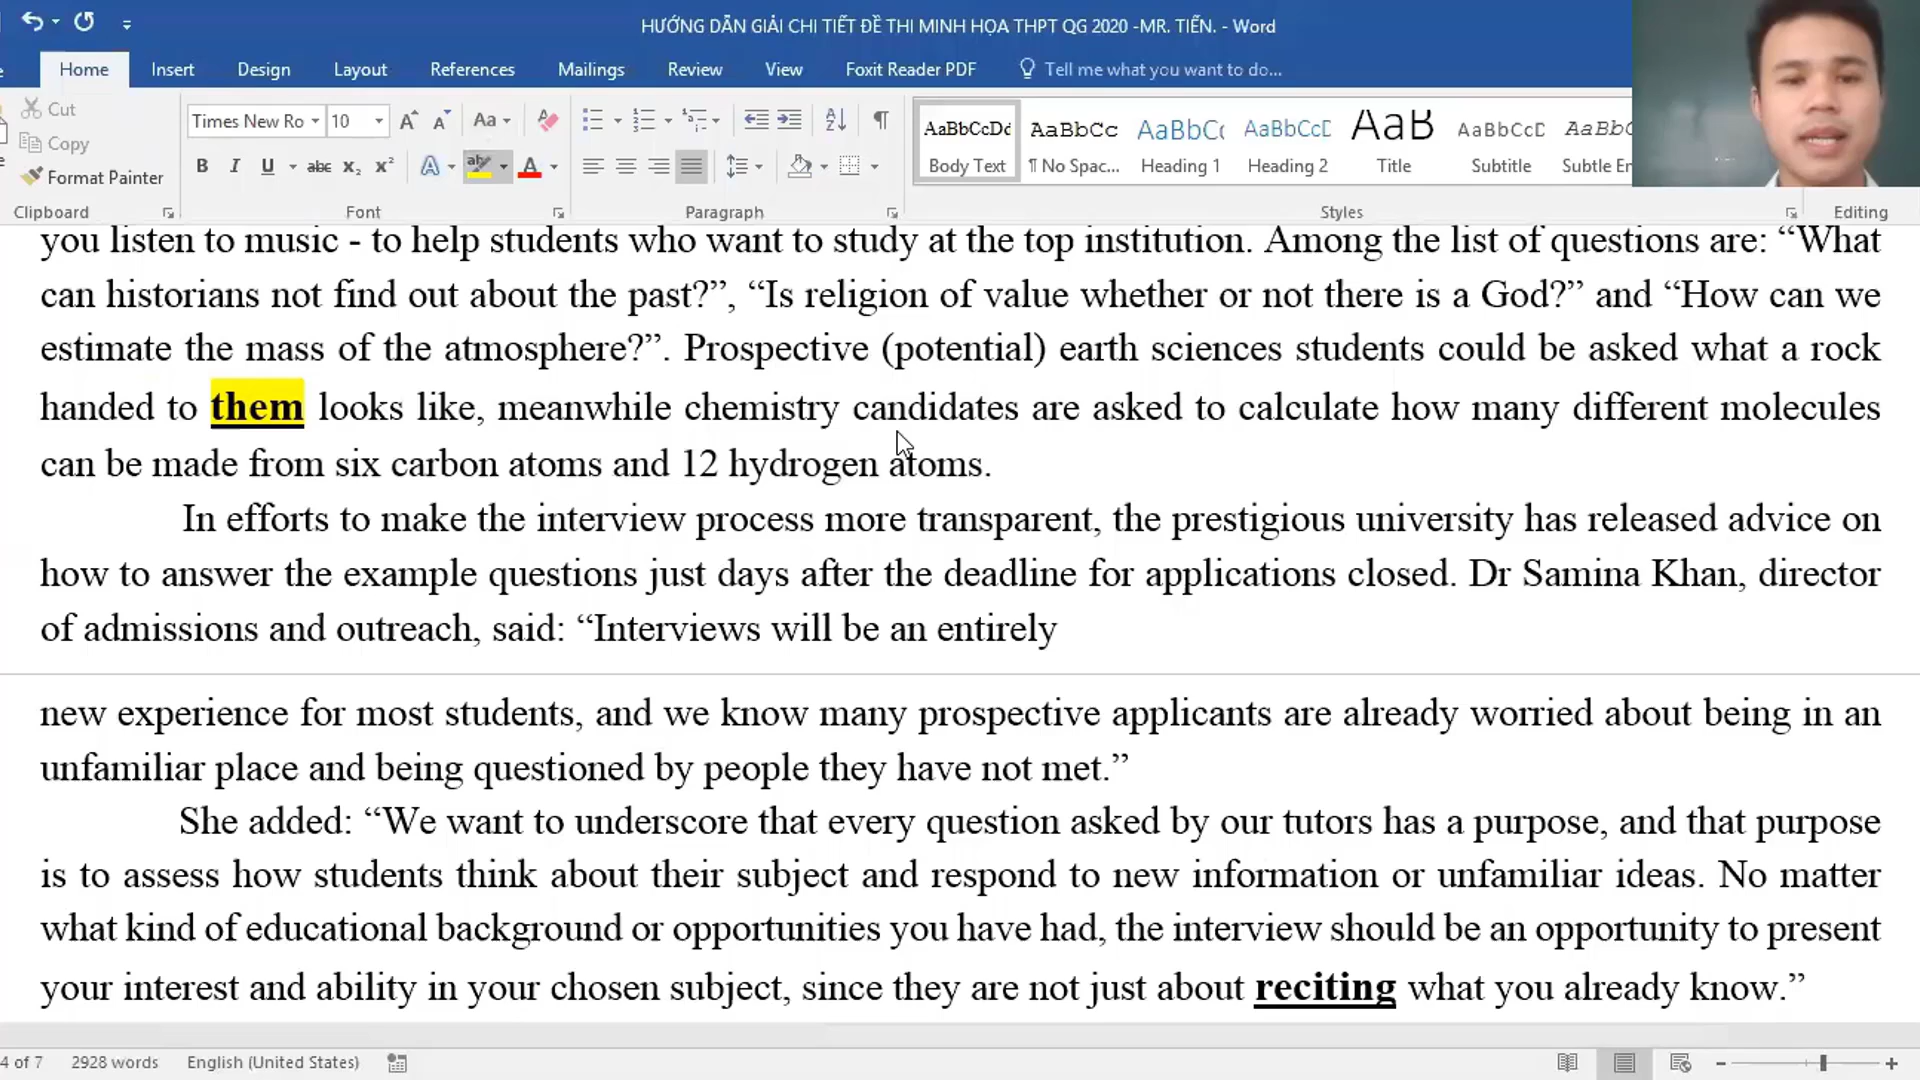 HƯỚNG DẪN GIẢI CHI TIẾT ĐỀ THI MINH HỌA THPT QG 2020 -MR. TIẾN. - Word
Home Insert Design Layout References Mailings Review View Foxit Reader PDF Tell me what you want to do...
Cut
Copy
Format Painter
Times New Ro 10
Aa
B I U abc X₂ X² A aby A
AaBbCcDd AaBbCc AaBbC AaBbCcD AaB AaBbCcD AaBbC
Body Text ¶ No Spac... Heading 1 Heading 2 Title Subtitle Subtle En
Clipboard Font Paragraph Styles Editing
you listen to music - to help students who want to study at the top institution. Among the list of questions are: “What
can historians not find out about the past?”, “Is religion of value whether or not there is a God?” and “How can we
estimate the mass of the atmosphere?”. Prospective (potential) earth sciences students could be asked what a rock
handed to them looks like, meanwhile chemistry candidates are asked to calculate how many different molecules
can be made from six carbon atoms and 12 hydrogen atoms.
In efforts to make the interview process more transparent, the prestigious university has released advice on
how to answer the example questions just days after the deadline for applications closed. Dr Samina Khan, director
of admissions and outreach, said: “Interviews will be an entirely
new experience for most students, and we know many prospective applicants are already worried about being in an
unfamiliar place and being questioned by people they have not met.”
She added: “We want to underscore that every question asked by our tutors has a purpose, and that purpose
is to assess how students think about their subject and respond to new information or unfamiliar ideas. No matter
what kind of educational background or opportunities you have had, the interview should be an opportunity to present
your interest and ability in your chosen subject, since they are not just about reciting what you already know.”
4 of 7 2928 words English (United States)